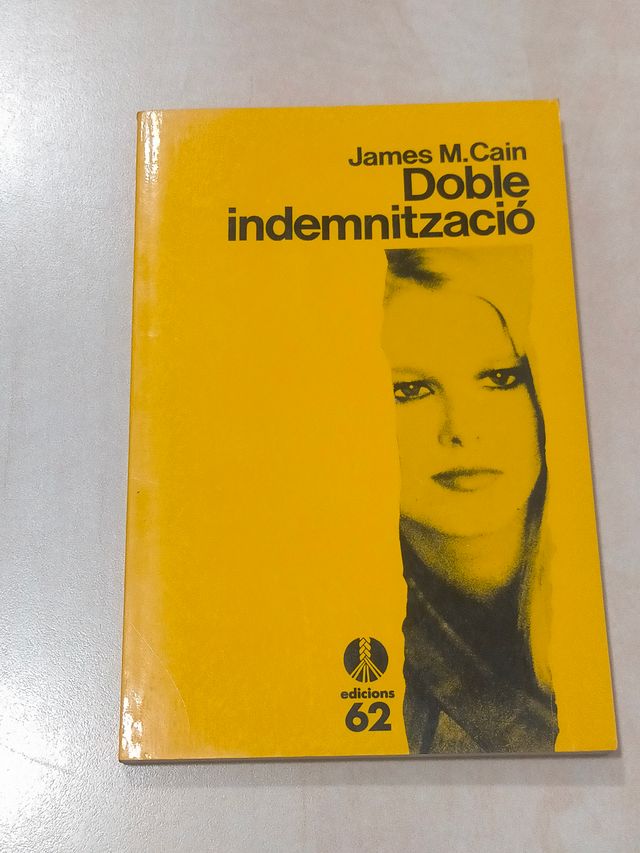 James M.Cain
Doble
indemnització
edicions
62